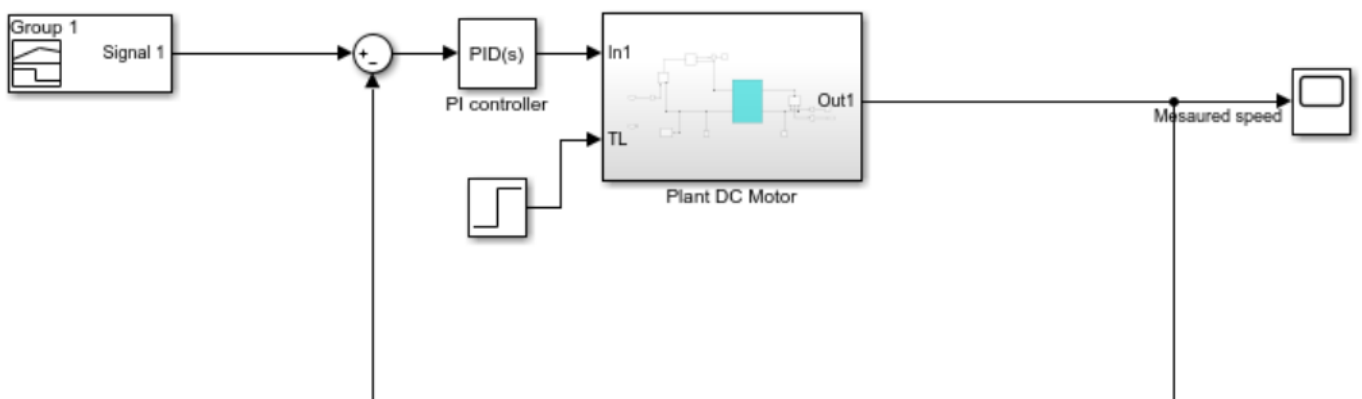 Group 1
Signal 1
PID(s)
PI controller
In1
TL
Out1
Plant DC Motor
Mesaured speed